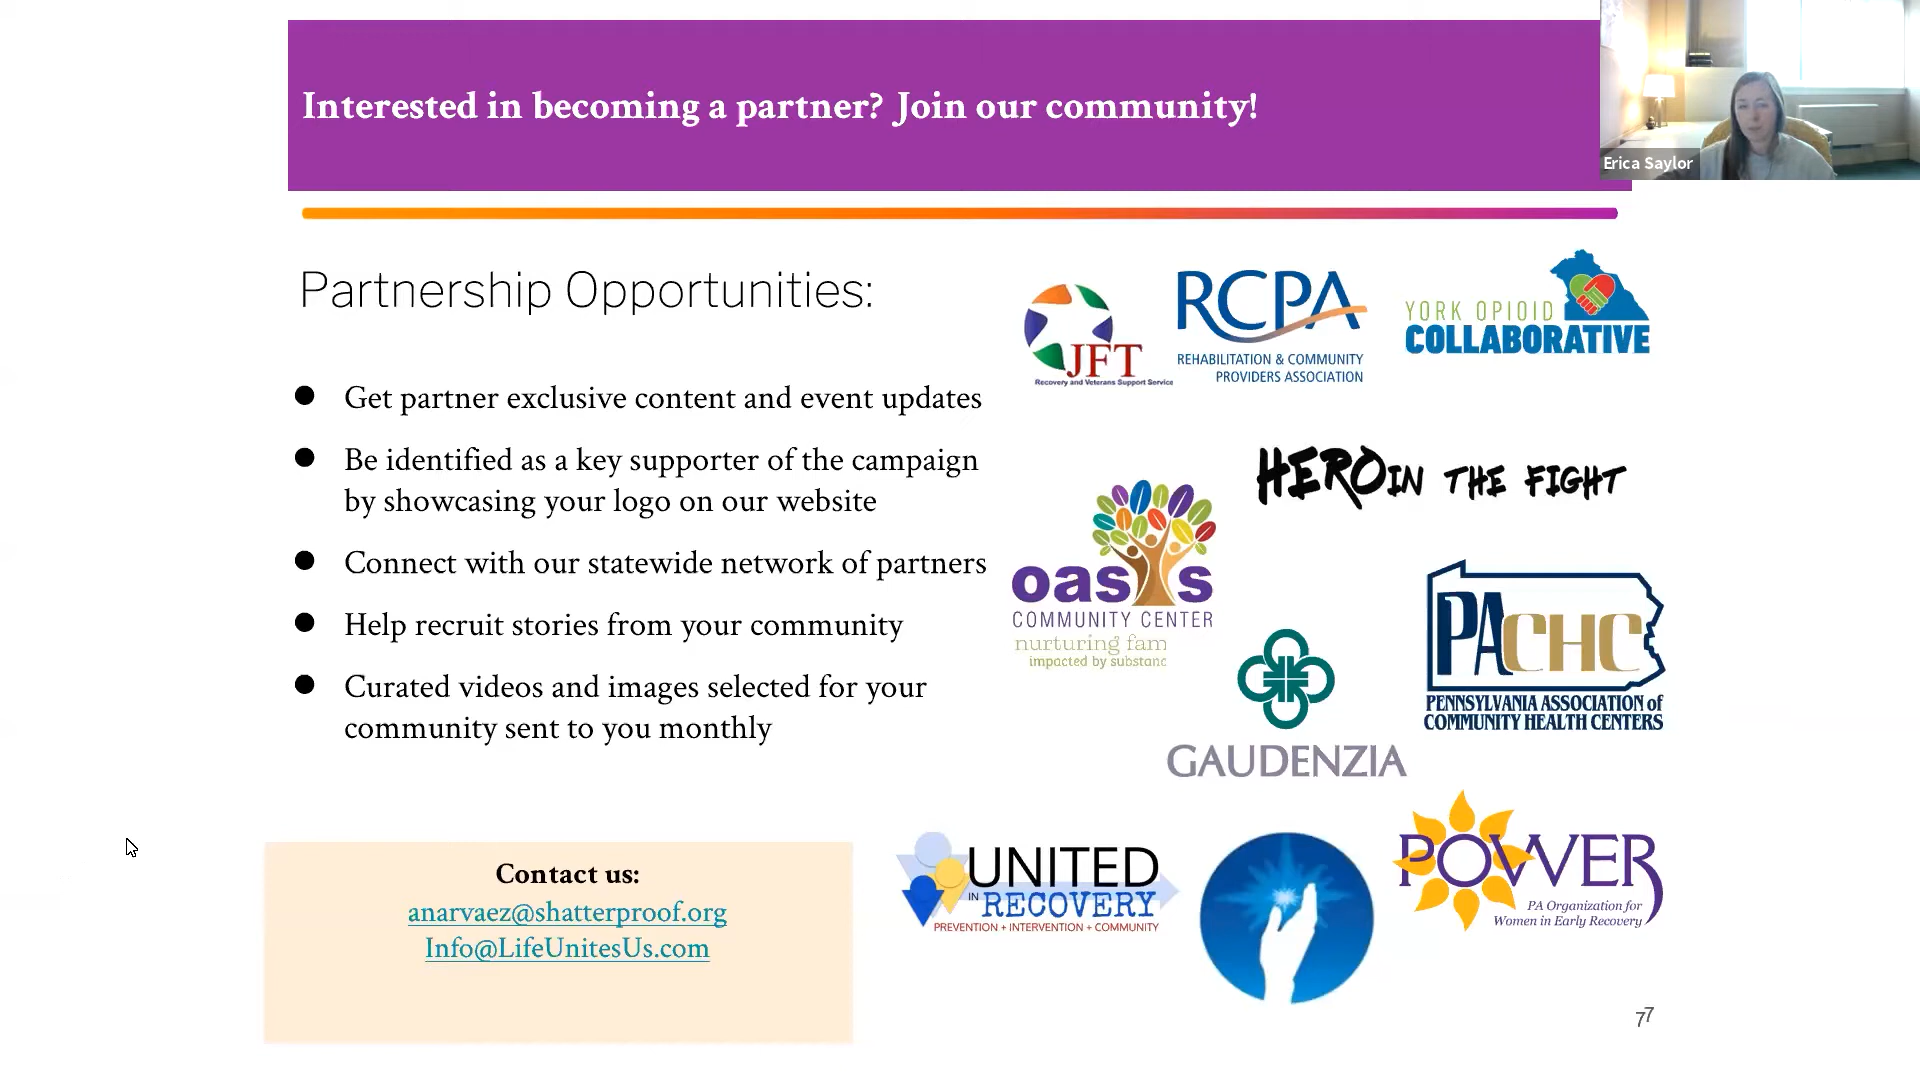 Interested in becoming a partner? Join our community!
Erica Saylor
Partnership Opportunities:
Get partner exclusive content and event updates
Be identified as a key supporter of the campaign
by showcasing your logo on our website
Connect with our statewide network of partners
Help recruit stories from your community
Curated videos and images selected for your
community sent to you monthly
Contact us:
anarvaez@shatterproof.org
Info@LifeUnitesUs.com
JFT
Recovery and Veterans Support Service
RCPA
REHABILITATION & COMMUNITY
PROVIDERS ASSOCIATION
YORK OPIOID
COLLABORATIVE
HEROIN THE FIGHT
oasis
COMMUNITY CENTER
nurturing fam
impacted by substanc
GAUDENZIA
PACHC
PENNSYLVANIA ASSOCIATION of
COMMUNITY HEALTH CENTERS
UNITED
IN RECOVERY
PREVENTION + INTERVENTION + COMMUNITY
POWER
PA Organization for
Women in Early Recovery
77